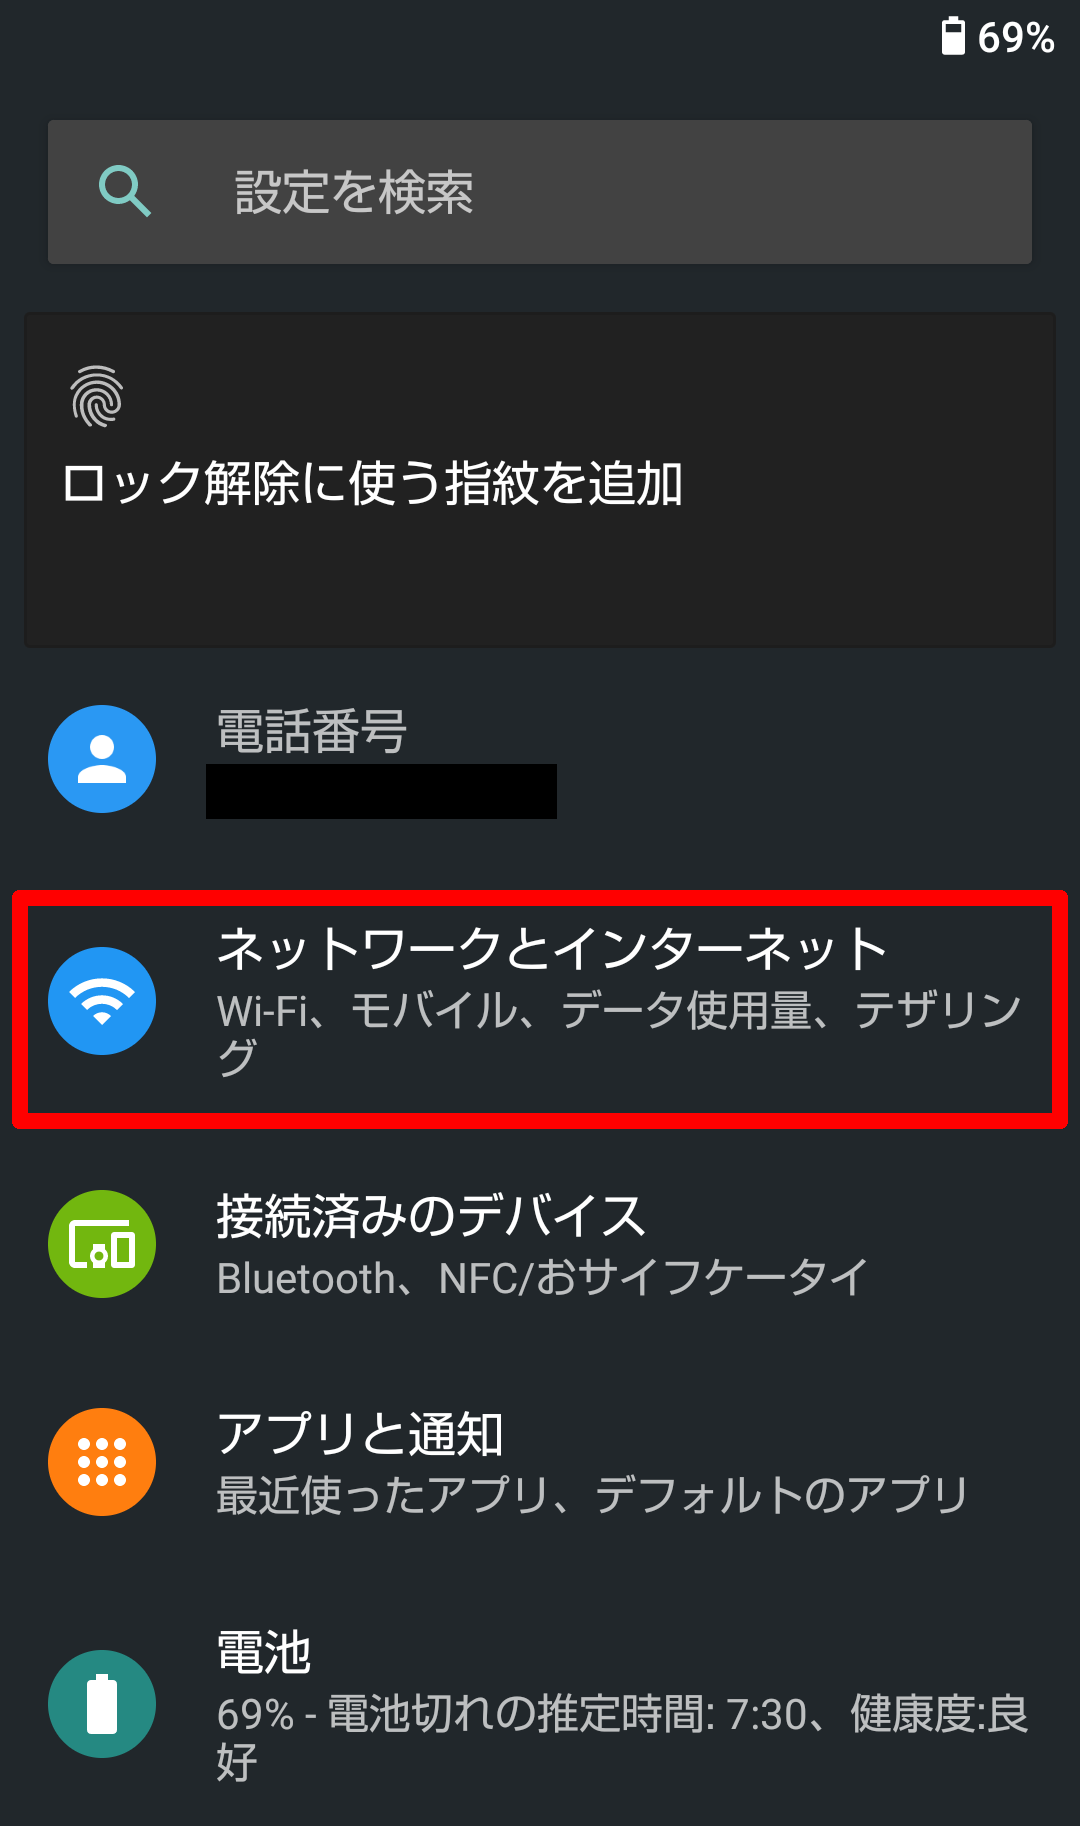 69%
設定を検索
ロック解除に使う指紋を追加
電話番号
ネットワークとインターネット
Wi-Fi、モバイル、データ使用量、テザリン
グ
接続済みのデバイス
Bluetooth、NFC/おサイフケータイ
アプリと通知
最近使ったアプリ、デフォルトのアプリ
電池
69% - 電池切れの推定時間: 7:30、健康度:良
好